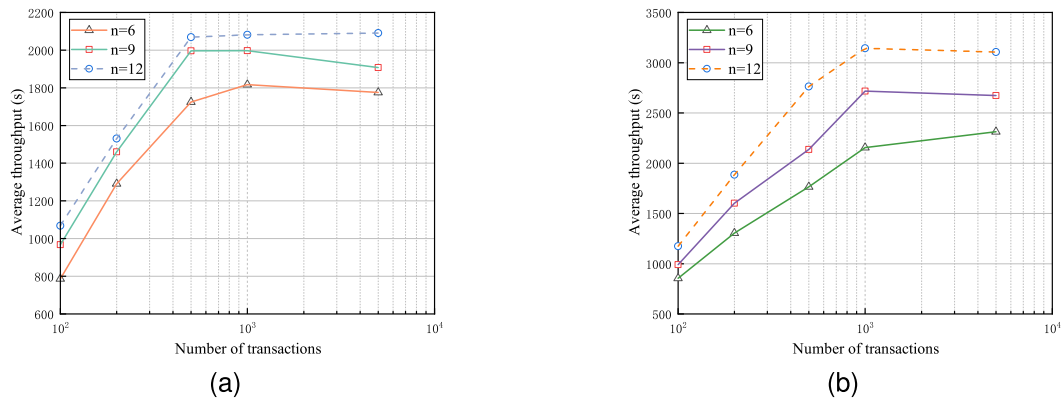 2200
2000
1800
1600
1400
1200
1000
800
600
Average throughput (s)
n=6
n=9
n=12
10² 10³ 10⁴
Number of transactions
(a)
3500
3000
2500
2000
1500
1000
500
Average throughput (s)
n=6
n=9
n=12
10² 10³ 10⁴
Number of transactions
(b)